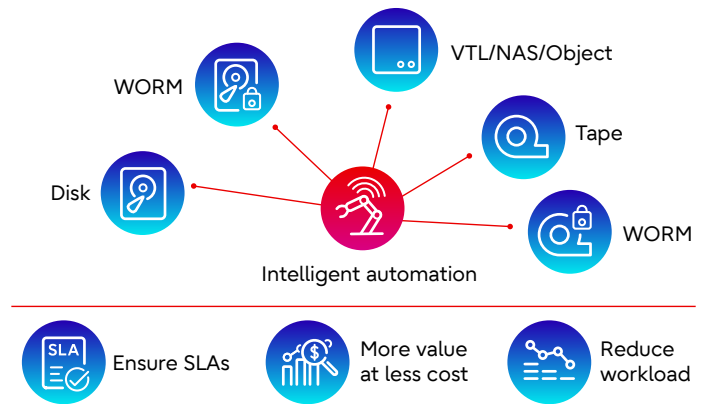 VTL/NAS/Object
WORM
Tape
Disk
WORM
Intelligent automation
SLA
Ensure SLAs
$
More value
at less cost
Reduce
workload